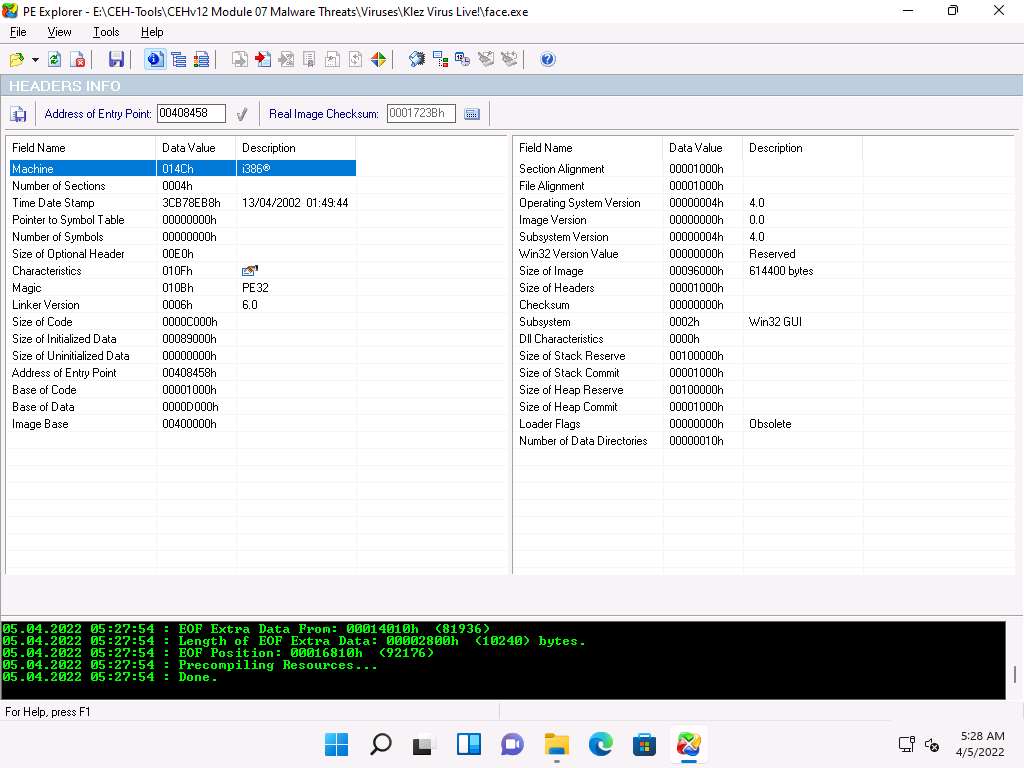 PE Explorer - E:\CEH-Tools\CEHv12 Module 07 Malware Threats\Viruses\Klez Virus Live!\face.exe
File View Tools Help
HEADERS INFO
Address of Entry Point: 00408458 Real Image Checksum: 0001723Bh
Field Name Data Value Description
Machine 014Ch i386®
Number of Sections 0004h
Time Date Stamp 3CB78EB8h 13/04/2002 01:49:44
Pointer to Symbol Table 00000000h
Number of Symbols 00000000h
Size of Optional Header 00E0h
Characteristics 010Fh
Magic 010Bh PE32
Linker Version 0006h 6.0
Size of Code 0000C000h
Size of Initialized Data 00089000h
Size of Uninitialized Data 00000000h
Address of Entry Point 00408458h
Base of Code 00001000h
Base of Data 0000D000h
Image Base 00400000h
Field Name Data Value Description
Section Alignment 00001000h
File Alignment 00001000h
Operating System Version 00000004h 4.0
Image Version 00000000h 0.0
Subsystem Version 00000004h 4.0
Win32 Version Value 00000000h Reserved
Size of Image 00096000h 614400 bytes
Size of Headers 00001000h
Checksum 00000000h
Subsystem 0002h Win32 GUI
Dll Characteristics 0000h
Size of Stack Reserve 00100000h
Size of Stack Commit 00001000h
Size of Heap Reserve 00100000h
Size of Heap Commit 00001000h
Loader Flags 00000000h Obsolete
Number of Data Directories 00000010h
05.04.2022 05:27:54 : EOF Extra Data From: 00014010h (81936)
05.04.2022 05:27:54 : Length of EOF Extra Data: 00002800h (10240) bytes.
05.04.2022 05:27:54 : EOF Position: 00016810h (92176)
05.04.2022 05:27:54 : Precompiling Resources...
05.04.2022 05:27:54 : Done.
For Help, press F1
5:28 AM
4/5/2022